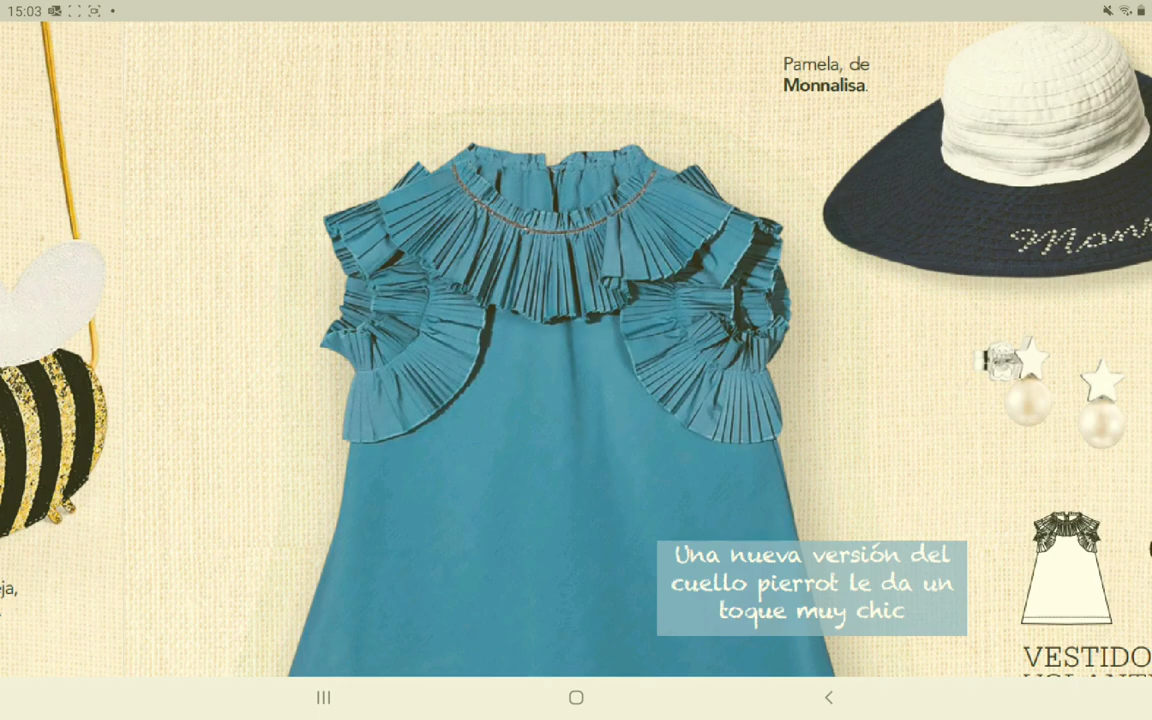 15:03
Pamela, de
Monnalisa.
Una nueva versión del
cuello pierrot le da un
toque muy chic
VESTIDO